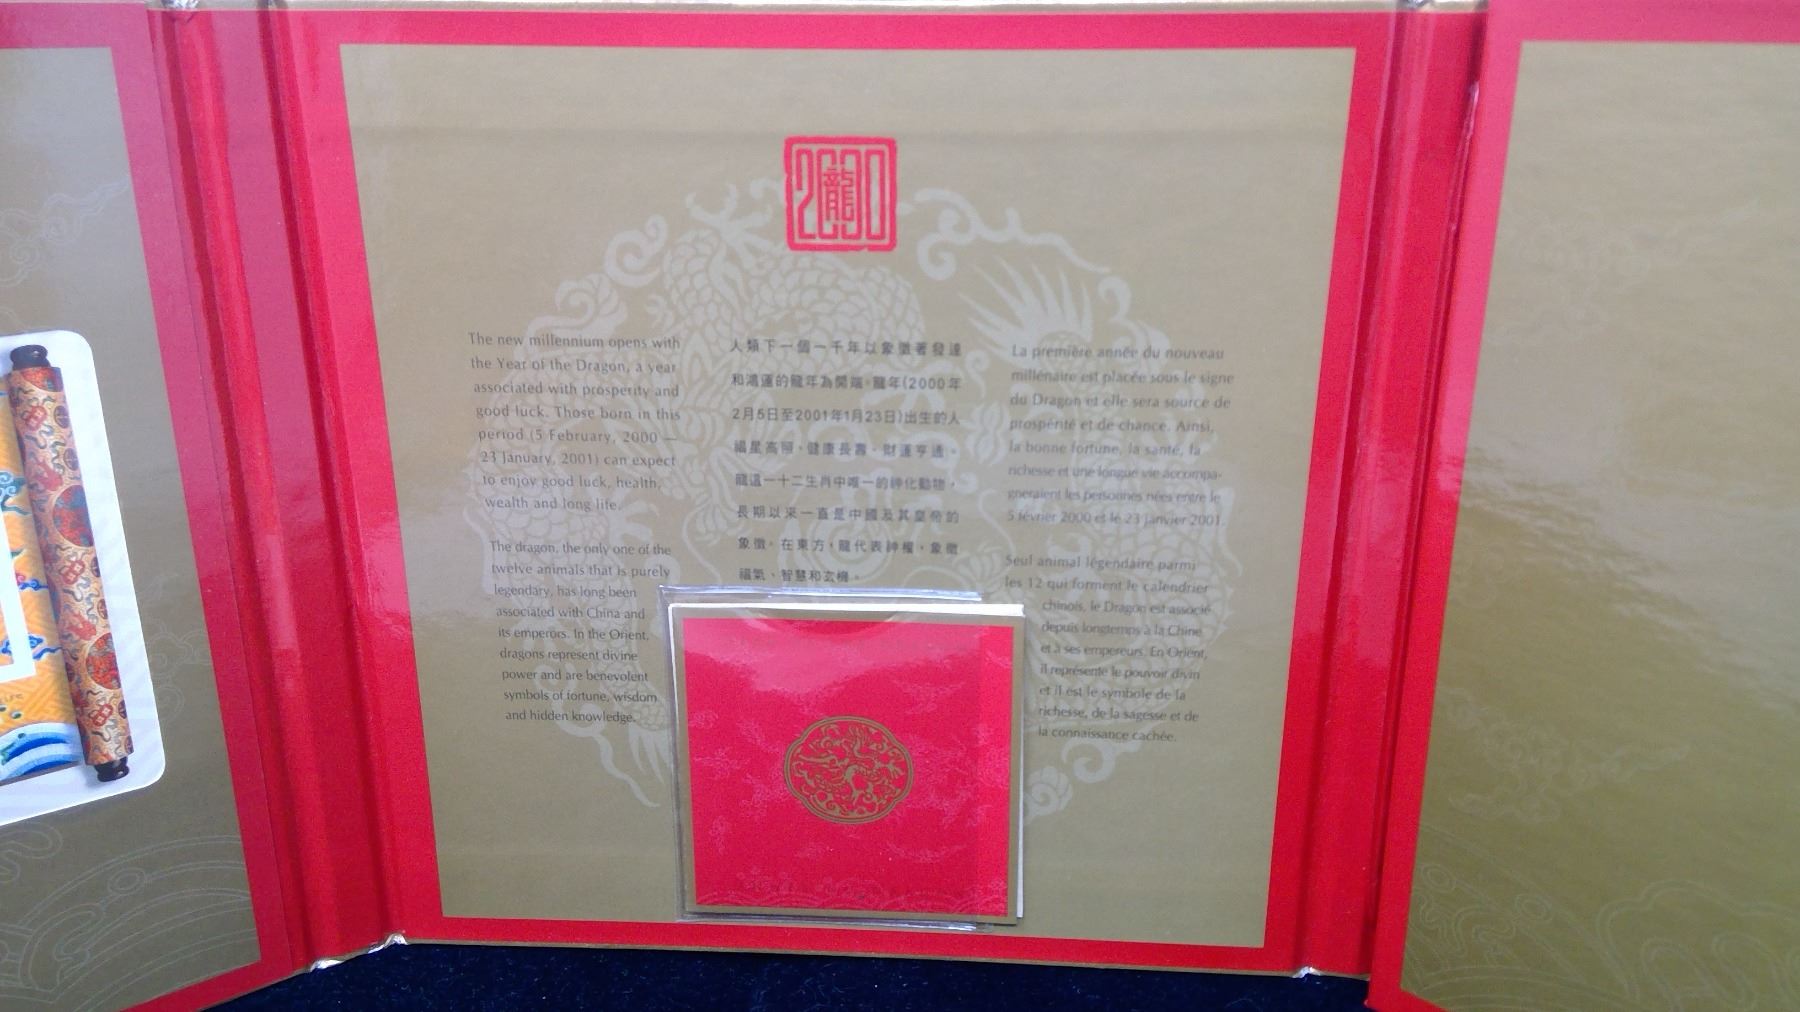 2000
龍
The new millennium opens with
the Year of the Dragon, a year
associated with prosperity and
good luck. Those born in this
period (5 February, 2000 —
23 January, 2001) can expect
to enjoy good luck, health,
wealth and long life.
The dragon, the only one of the
twelve animals that is purely
legendary, has long been
associated with China and
its emperors. In the Orient,
dragons represent divine
power and are benevolent
symbols of fortune, wisdom
and hidden knowledge.
人類下一個一千年以象徵著發達
和鴻運的龍年為開端。龍年(2000年
2月5日至2001年1月23日)出生的人
福星高照、健康長壽、財運亨通。
龍這一十二生肖中唯一的神化動物，
長期以來一直是中國及其皇帝的
象徵。在東方，龍代表神權，象徵
福氣、智慧和玄機。
La première année du nouveau
millénaire est placée sous le signe
du Dragon et elle sera source de
prospérité et de chance. Ainsi,
la bonne fortune, la santé, la
richesse et une longue vie accompa-
gneraient les personnes nées entre le
5 février 2000 et le 23 janvier 2001.
Seul animal légendaire parmi
les 12 qui forment le calendrier
chinois, le Dragon est associé
depuis longtemps à la Chine
et à ses empereurs. En Orient,
il représente le pouvoir divin
et il est le symbole de la
richesse, de la sagesse et de
la connaissance cachée.